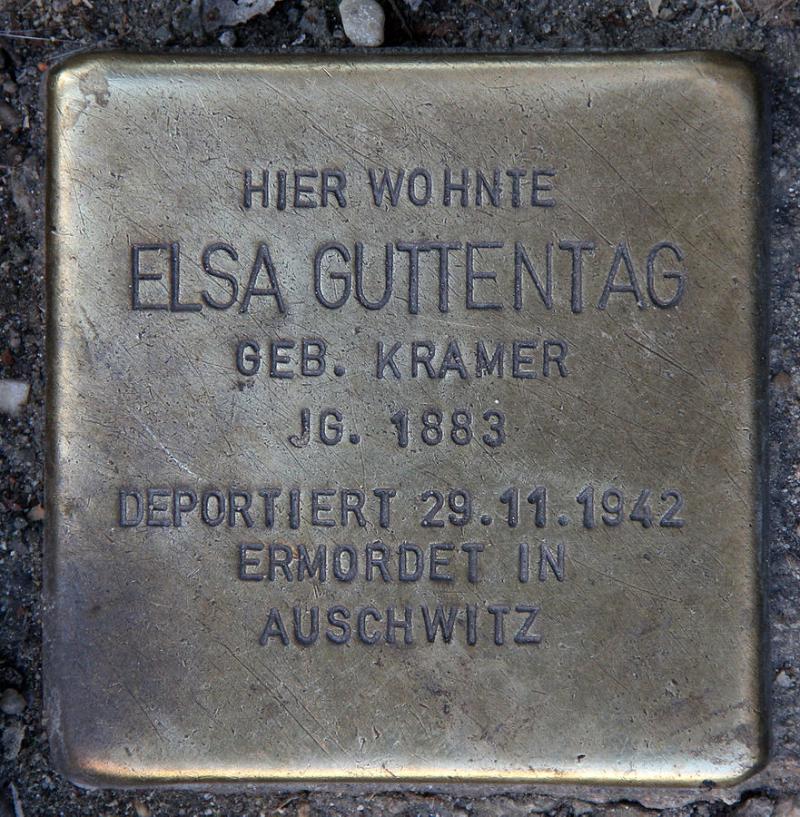 HIER WOHNTE
ELSA GUTTENTAG
GEB. KRAMER
JG. 1883
DEPORTIERT 29.11.1942
ERMORDET IN
AUSCHWITZ